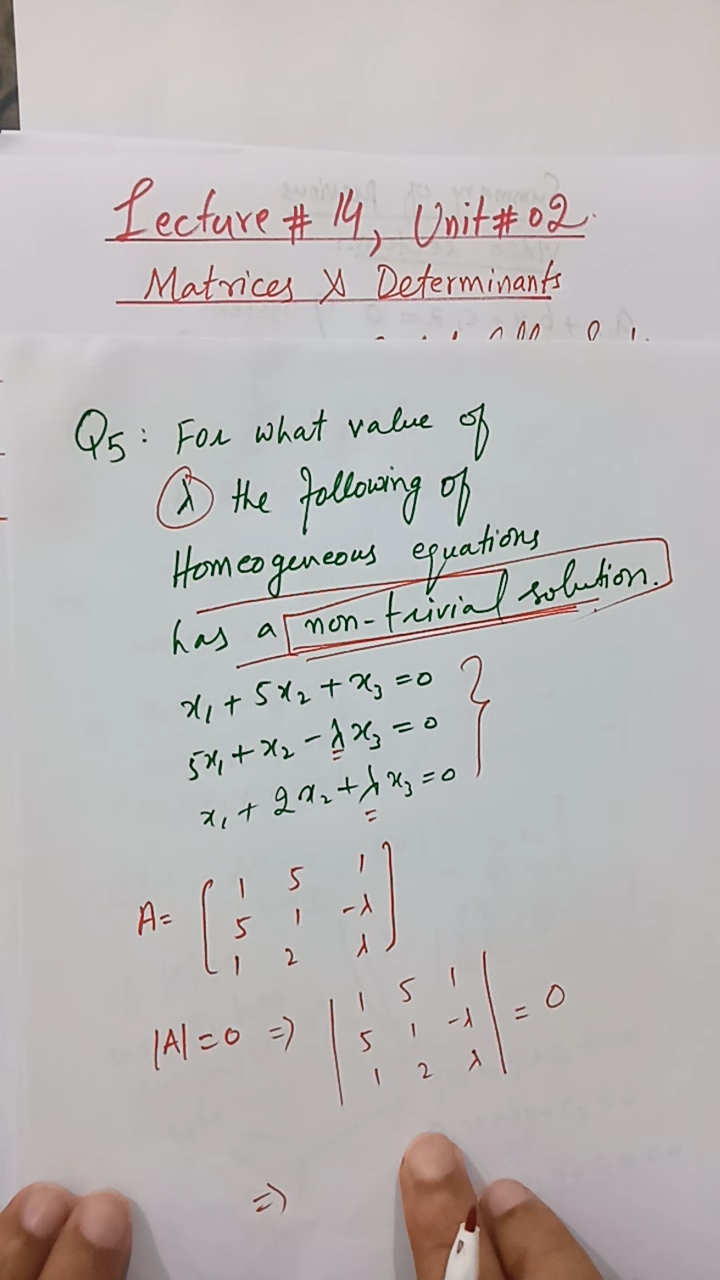 Lecture # 14, Unit # 02.
Matrices & Determinants
Q5: For what value of
λ the following of
Homeogeneous equations
has a non-trivial solution.
x₁ + 5x₂ + x₃ = 0
5x₁ + x₂ - λx₃ = 0
x₁ + 2x₂ + λx₃ = 0
A = [ 1 5 1
5 1 -λ
1 2 λ ]
|A| = 0 ⇒ | 1 5 1
5 1 -λ
1 2 λ | = 0
⇒